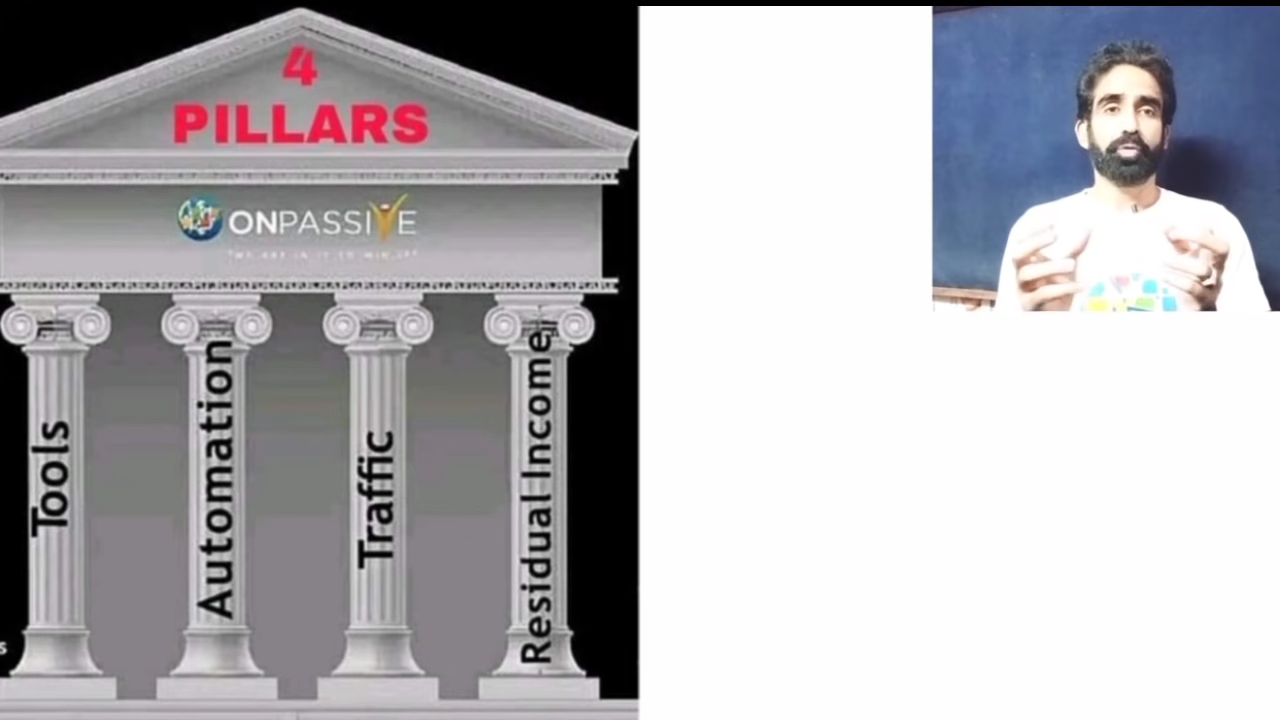 4
PILLARS
ONPASSIVE
Tools
Automation
Traffic
Residual Income